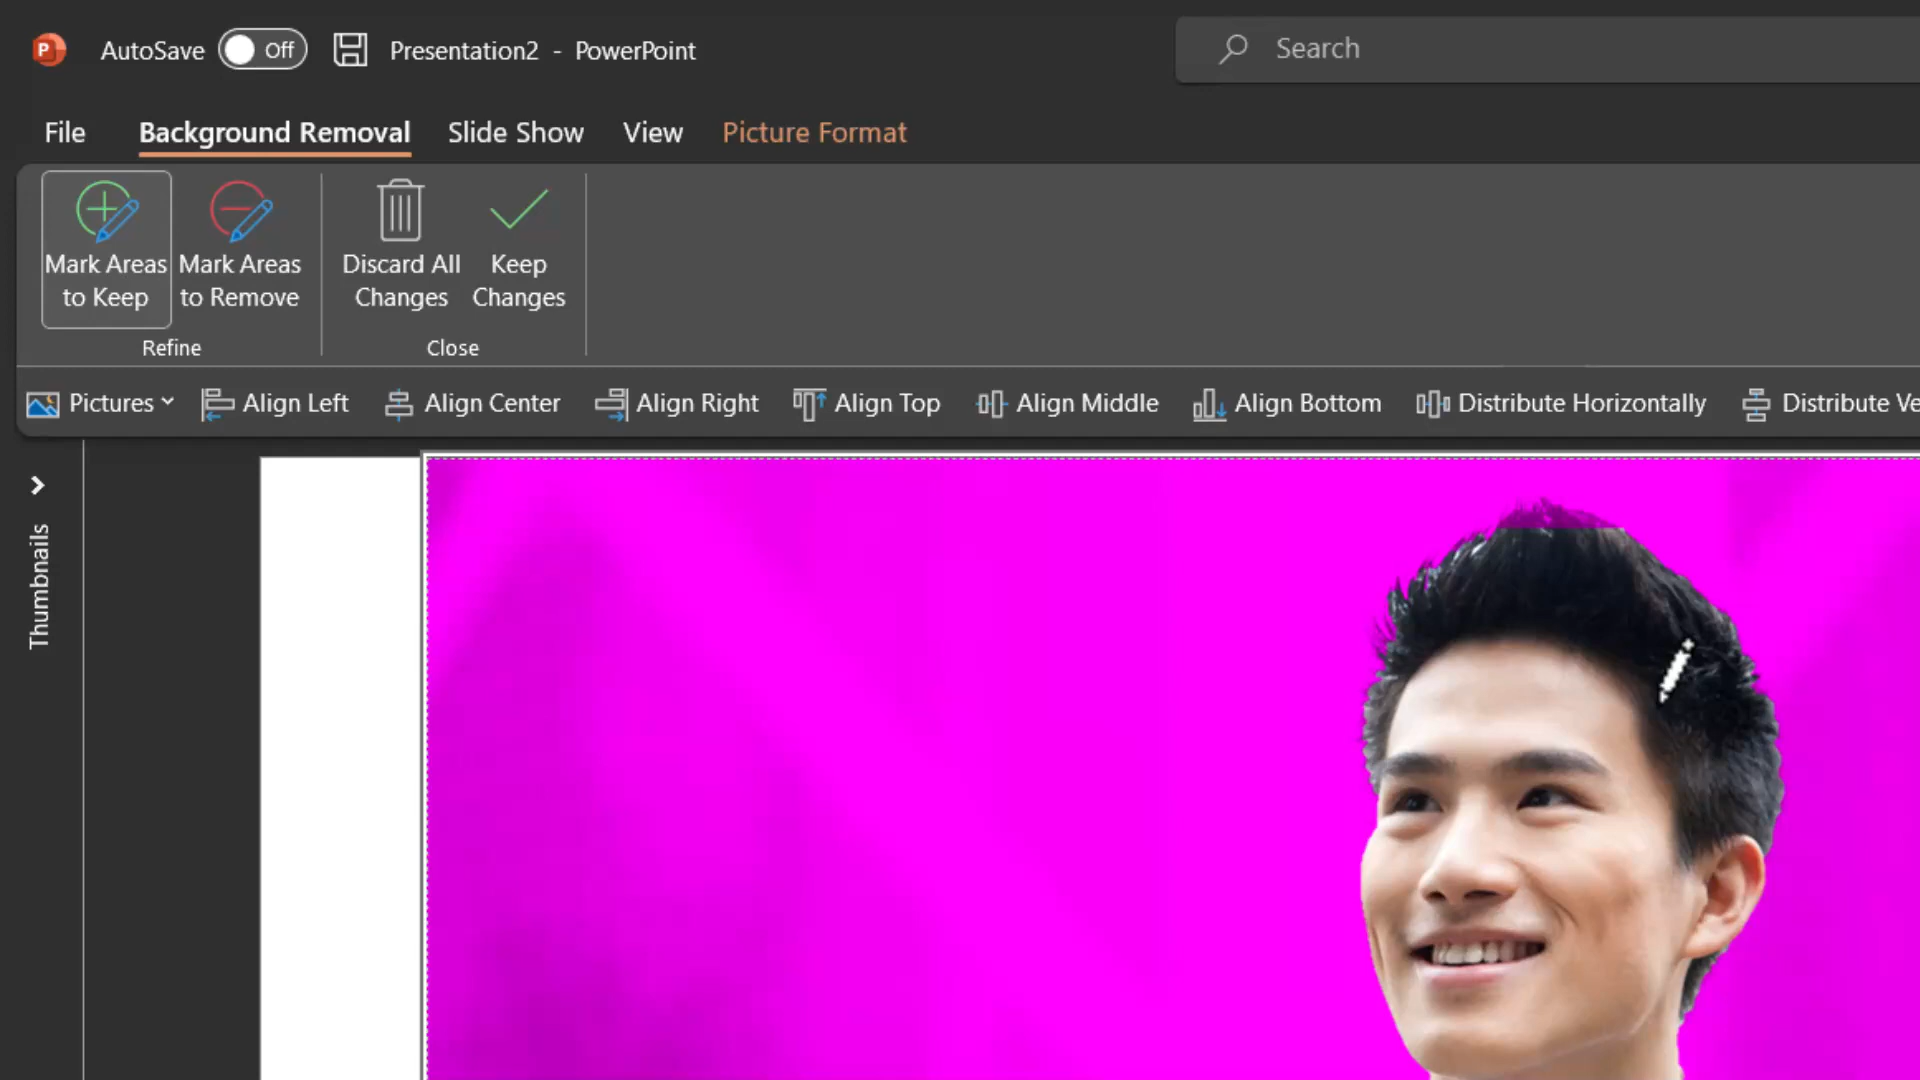 P AutoSave Off Presentation2 - PowerPoint Search
File Background Removal Slide Show View Picture Format
Mark Areas to Keep
Mark Areas to Remove
Discard All Changes
Keep Changes
Refine
Close
Pictures Align Left Align Center Align Right Align Top Align Middle Align Bottom Distribute Horizontally Distribute Ve
Thumbnails